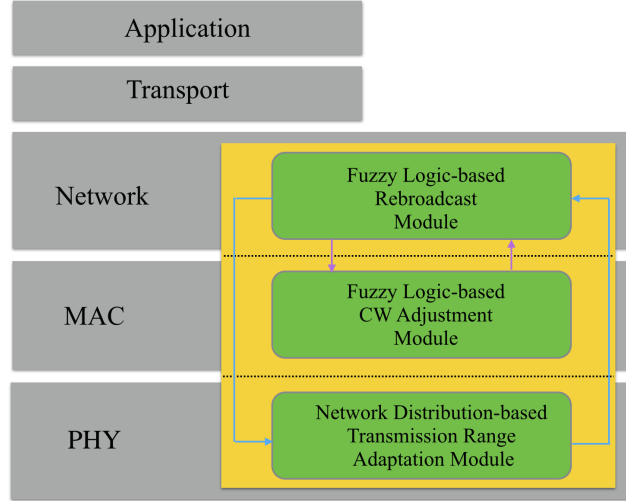 Application
Transport
Network
Fuzzy Logic-based
Rebroadcast
Module
MAC
Fuzzy Logic-based
CW Adjustment
Module
PHY
Network Distribution-based
Transmission Range
Adaptation Module